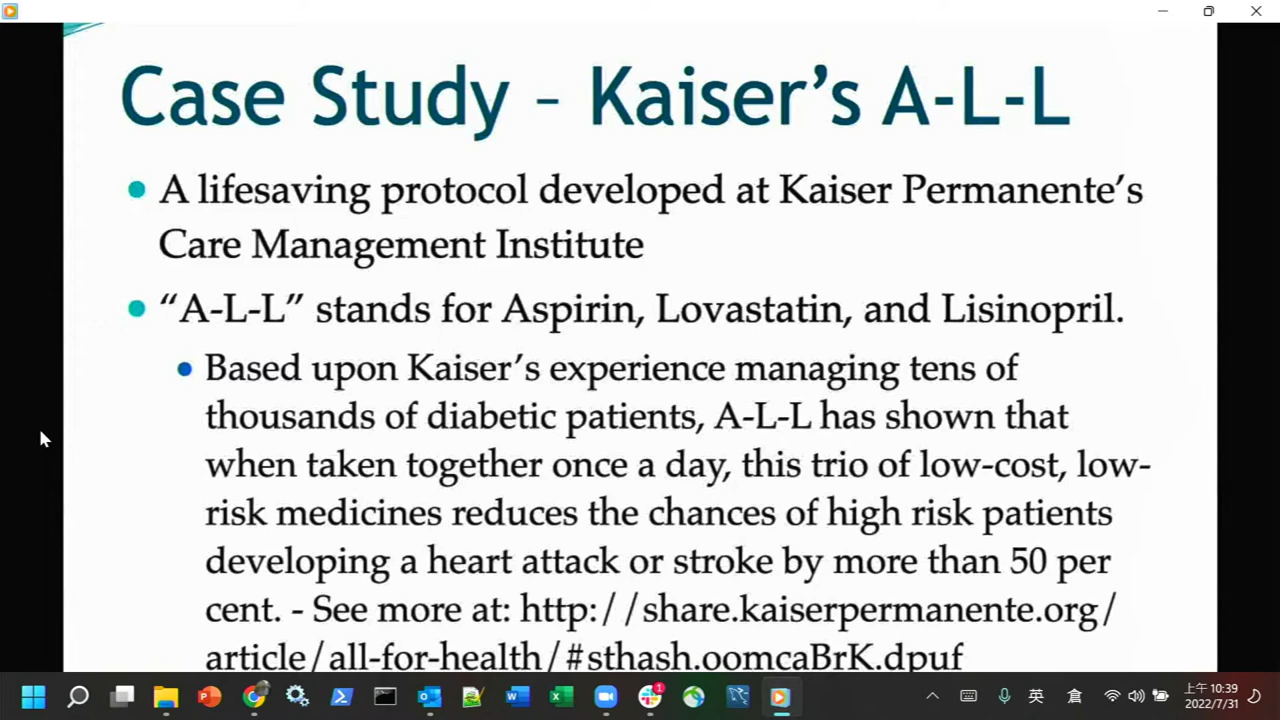 Case Study – Kaiser’s A-L-L
A lifesaving protocol developed at Kaiser Permanente’s
Care Management Institute
“A-L-L” stands for Aspirin, Lovastatin, and Lisinopril.
Based upon Kaiser’s experience managing tens of
thousands of diabetic patients, A-L-L has shown that
when taken together once a day, this trio of low-cost, low-
risk medicines reduces the chances of high risk patients
developing a heart attack or stroke by more than 50 per
cent. - See more at: http://share.kaiserpermanente.org/
article/all-for-health/#sthash.oomcaBrK.dpuf
英
倉
上午 10:39
2022/7/31
1